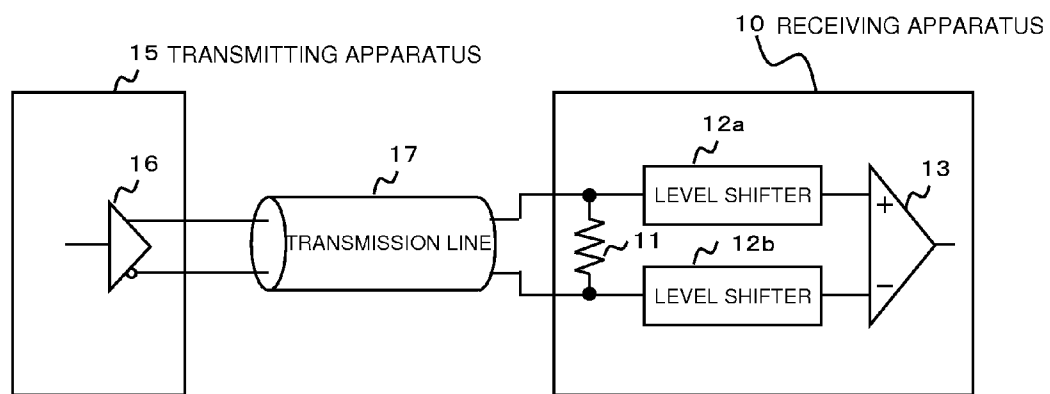 10 RECEIVING APPARATUS
15 TRANSMITTING APPARATUS
12a
16
17
LEVEL SHIFTER
13
+
TRANSMISSION LINE
11
12b
LEVEL SHIFTER
−